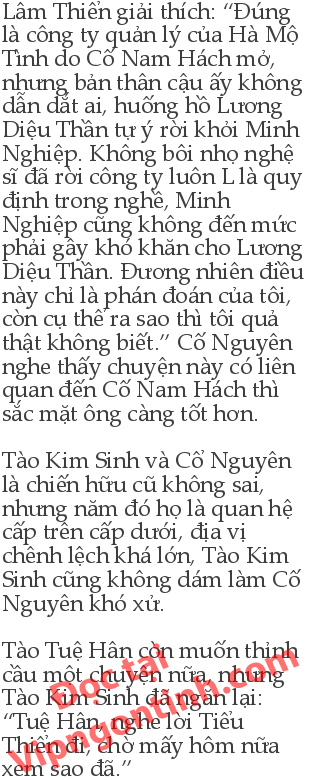 Lâm Thiển giải thích: “Đúng
là công ty quản lý của Hà Mộ
Tình do Cố Nam Hách mở,
nhưng bản thân cậu ấy không
dẫn dắt ai, huống hồ Lương
Diệu Thần tự ý rời khỏi Minh
Nghiệp. Không bôi nhọ nghệ
sĩ đã rời công ty luôn L là quy
định trong nghề, Minh
Nghiệp cũng không đến mức
phải gây khó khăn cho Lương
Diệu Thần. Đương nhiên điều
này chỉ là phán đoán của tôi,
còn cụ thể ra sao thì tôi quả
thật không biết.” Cố Nguyên
nghe thấy chuyện này có liên
quan đến Cố Nam Hách thì
sắc mặt ông càng tốt hơn.
Tào Kim Sinh và Cổ Nguyên
là chiến hữu cũ không sai,
nhưng năm đó họ là quan hệ
cấp trên cấp dưới, địa vị
chênh lệch khá lớn, Tào Kim
Sinh cũng không dám làm Cố
Nguyên khó xử.
Tào Tuệ Hân còn muốn thỉnh
cầu một chuyện nữa, nhưng
Tào Kim Sinh đã ngăn lại:
“Tuệ Hân, nghe lời Tiểu
Thiển đi, chờ mấy hôm nữa
xem sao đã.”
Đọc tại
Vipngontinh.com